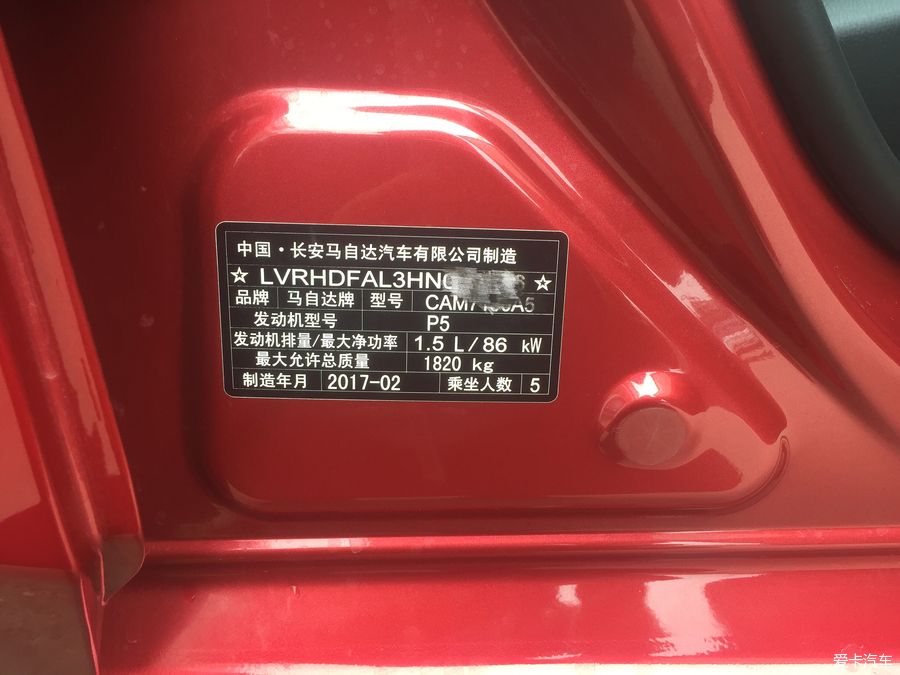 中国·长安马自达汽车有限公司制造
☆ LVRHDFAL3HN ☆
品牌 马自达牌 型号
发动机型号 P5
发动机排量/最大净功率 1.5 L/86 kW
最大允许总质量 1820 kg
制造年月 2017-02 乘坐人数 5
爱卡汽车